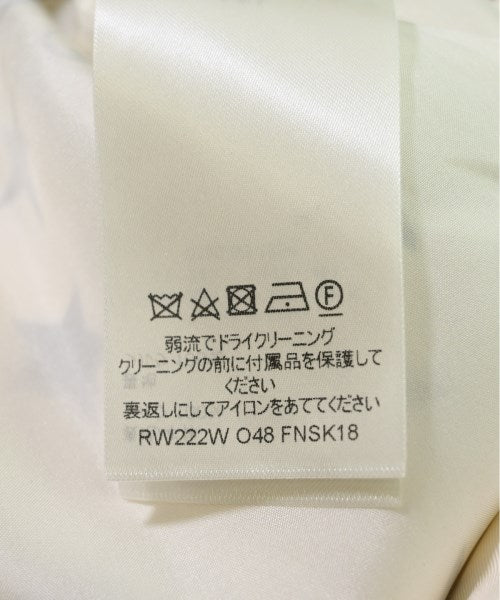 F
弱流でドライクリーニング
クリーニングの前に付属品を保護して
ください
裏返しにしてアイロンをあててください
RW222W O48 FNSK18